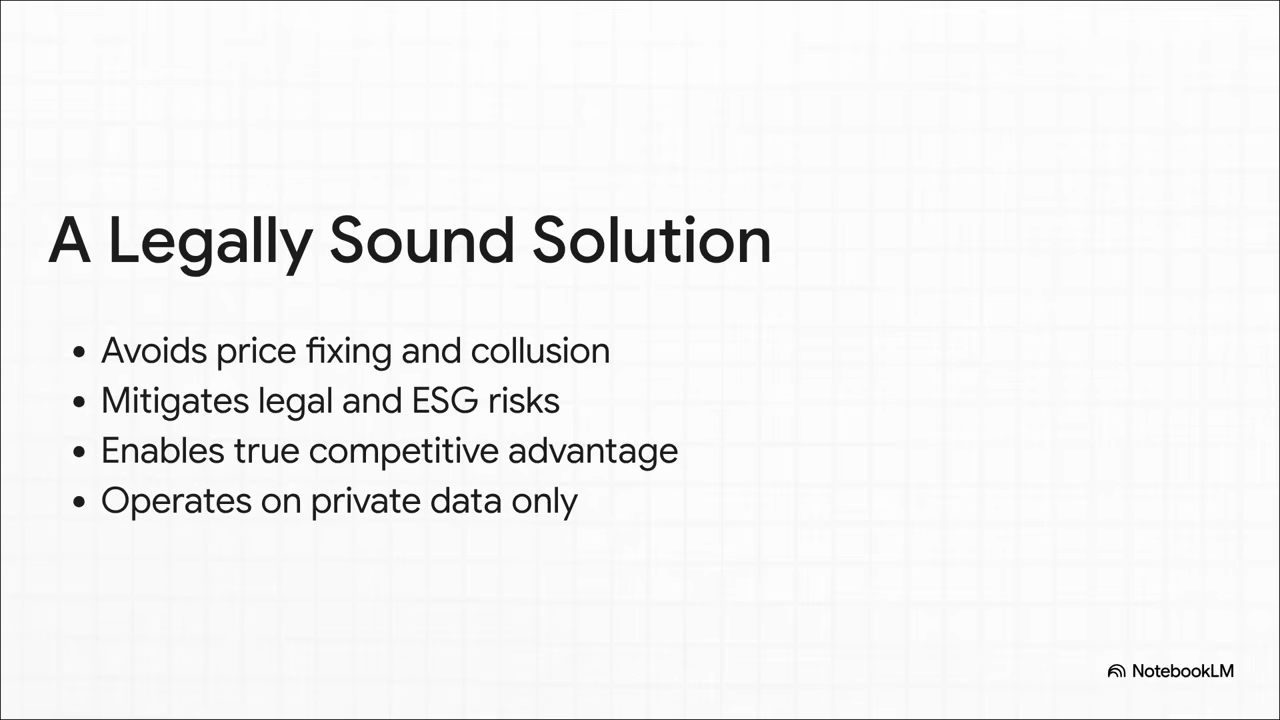 A Legally Sound Solution
• Avoids price fixing and collusion
• Mitigates legal and ESG risks
• Enables true competitive advantage
• Operates on private data only
NotebookLM